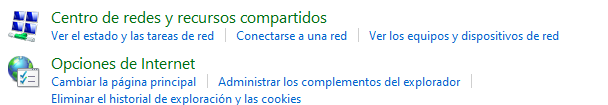 Centro de redes y recursos compartidos
Ver el estado y las tareas de red Conectarse a una red Ver los equipos y dispositivos de red
Opciones de Internet
Cambiar la página principal Administrar los complementos del explorador
Eliminar el historial de exploración y las cookies